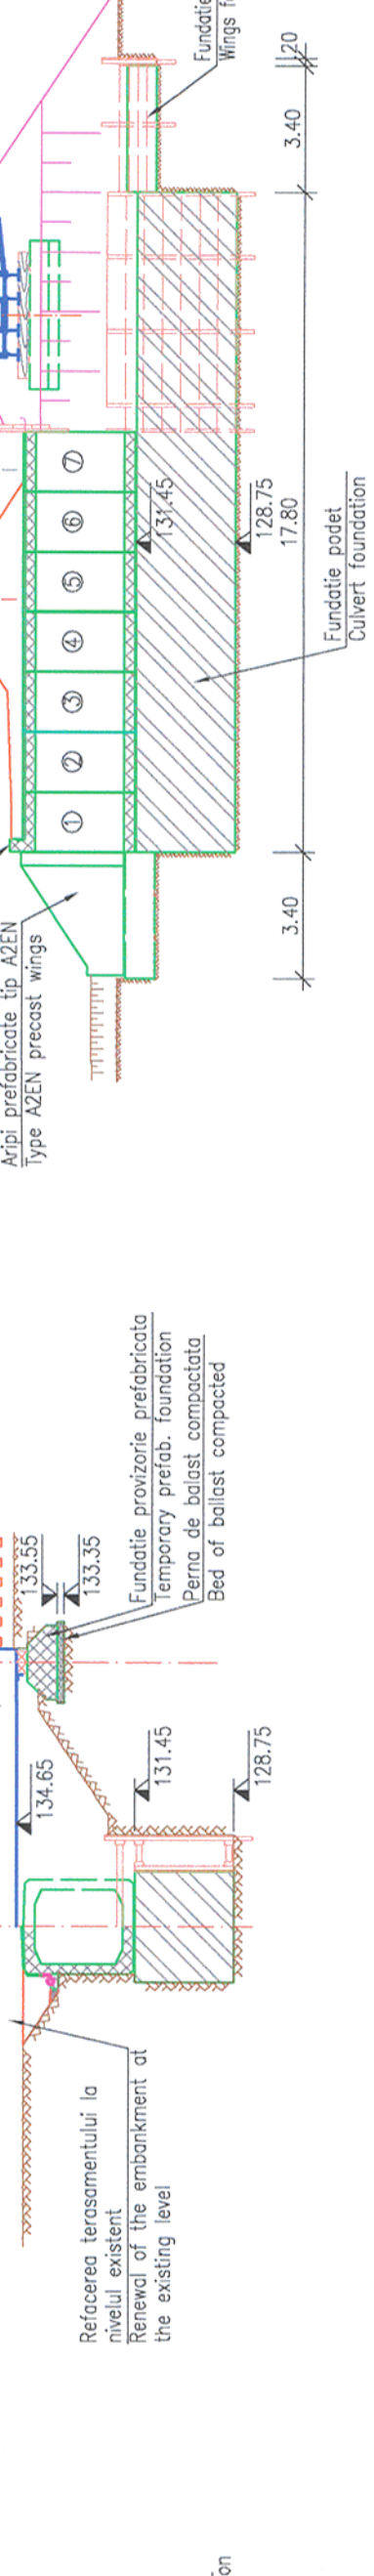 Aripi prefabricate tip A2EN
Type A2EN precast wings
①
②
③
④
⑤
⑥
⑦
131.45
128.75
3.40
17.80
3.40
20
Fundatie podet
Culvert foundation
Fundatie
Wings
133.55
133.35
134.65
131.45
128.75
Fundatie provizorie prefabricata
Temporary prefab. foundation
Perna de balast compactata
Bed of ballast compacted
Refacerea terasamentului la
nivelul existent
Renewal of the embankment at
the existing level
on